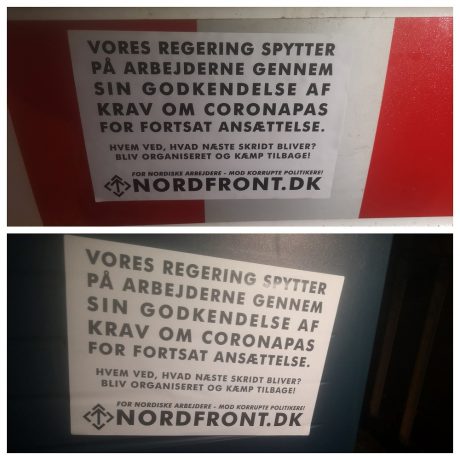 VORES REGERING SPYTTER
PÅ ARBEJDERNE GENNEM
SIN GODKENDELSE AF
KRAV OM CORONAPAS
FOR FORTSAT ANSÆTTELSE.
HVEM VED, HVAD NÆSTE SKRIDT BLIVER?
BLIV ORGANISERET OG KÆMP TILBAGE!
FOR NORDISKE ARBEJDERE - MOD KORRUPTE POLITIKERE!
NORDFRONT.DK
VORES REGERING SPYTTER
PÅ ARBEJDERNE GENNEM
SIN GODKENDELSE AF
KRAV OM CORONAPAS
FOR FORTSAT ANSÆTTELSE.
HVEM VED, HVAD NÆSTE SKRIDT BLIVER?
BLIV ORGANISERET OG KÆMP TILBAGE!
FOR NORDISKE ARBEJDERE - MOD KORRUPTE POLITIKERE!
NORDFRONT.DK